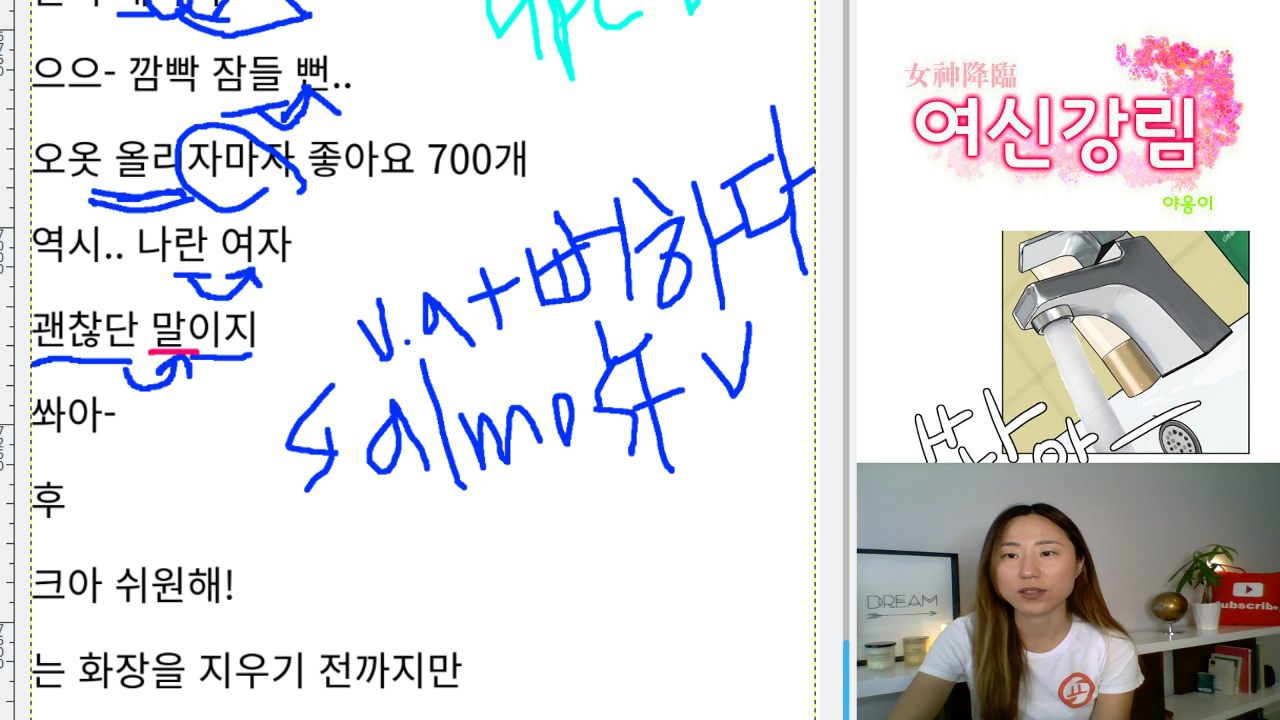 으으- 깜빡 잠들 뻔..
오옷 올리자마자 좋아요 700개
역시.. 나란 여자
괜찮단 말이지
쏴아-
후
크아 쉬원해!
는 화장을 지우기 전까지만
v.a+뻔하다
almost v
女神降臨
여신강림
야옹이
쏴아-
DREAM
Subscribe